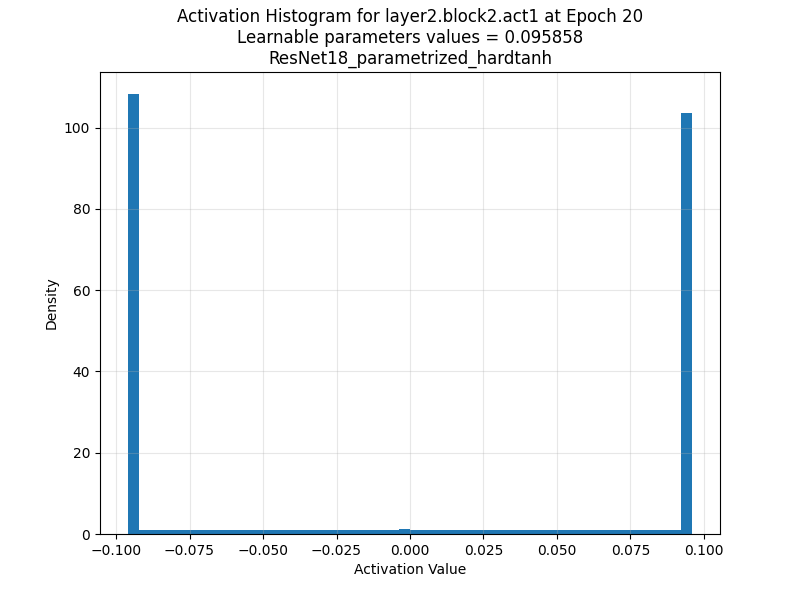 Activation Histogram for layer2.block2.act1 at Epoch 20
Learnable parameters values = 0.095858
ResNet18_parametrized_hardtanh
100
80
60
40
20
0
Density
−0.100 −0.075 −0.050 −0.025 0.000 0.025 0.050 0.075 0.100
Activation Value